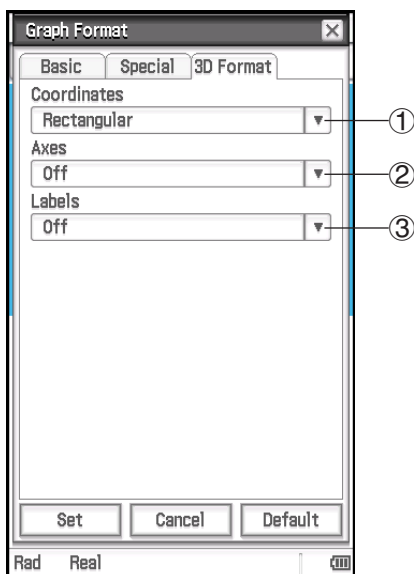 Graph Format
Basic Special 3D Format
Coordinates
Rectangular ①
Axes
Off ②
Labels
Off ③
Set Cancel Default
Rad Real